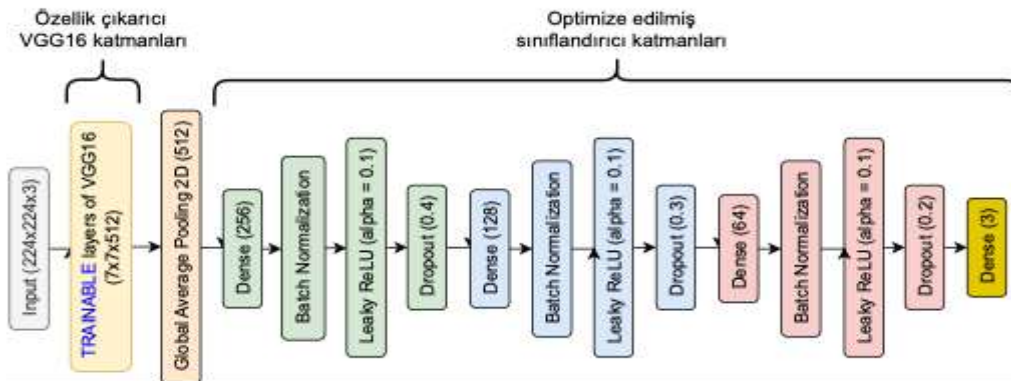 Özellik çıkarıcı
VGG16 katmanları
Optimize edilmiş
sınıflandırıcı katmanları
Input (224x224x3)
TRAINABLE layers of VGG16
(7x7x512)
Global Average Pooling 2D (512)
Dense (256)
Batch Normalization
Leaky ReLU (alpha = 0.1)
Dropout (0.4)
Dense (128)
Batch Normalization
Leaky ReLU (alpha = 0.1)
Dropout (0.3)
Dense (64)
Batch Normalization
Leaky ReLU (alpha = 0.1)
Dropout (0.2)
Dense (3)